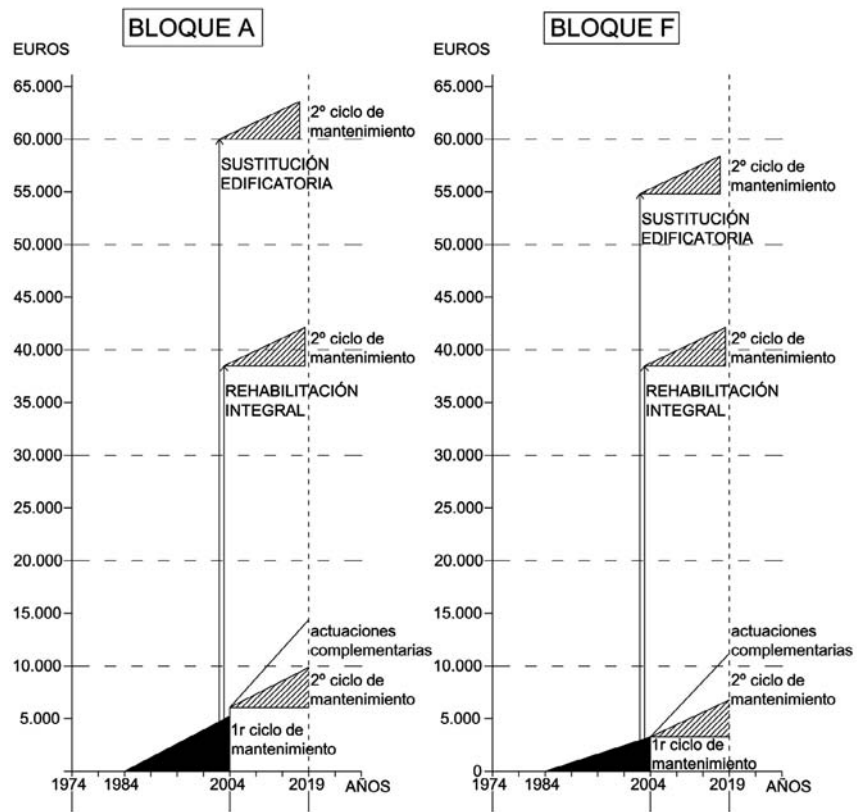 BLOQUE A
EUROS
65.000
60.000
55.000
50.000
45.000
40.000
35.000
30.000
25.000
20.000
15.000
10.000
5.000
2º ciclo de
mantenimiento
SUSTITUCIÓN
EDIFICATORIA
2º ciclo de
mantenimiento
REHABILITACIÓN
INTEGRAL
actuaciones
complementarias
2º ciclo de
mantenimiento
1r ciclo de
mantenimiento
1974 1984 2004 2019 AÑOS
BLOQUE F
EUROS
65.000
60.000
55.000
50.000
45.000
40.000
35.000
30.000
25.000
20.000
15.000
10.000
5.000
0
2º ciclo de
mantenimiento
SUSTITUCIÓN
EDIFICATORIA
2º ciclo de
mantenimiento
REHABILITACIÓN
INTEGRAL
actuaciones
complementarias
2º ciclo de
mantenimiento
1r ciclo de
mantenimiento
1974 1984 2004 2019 AÑOS